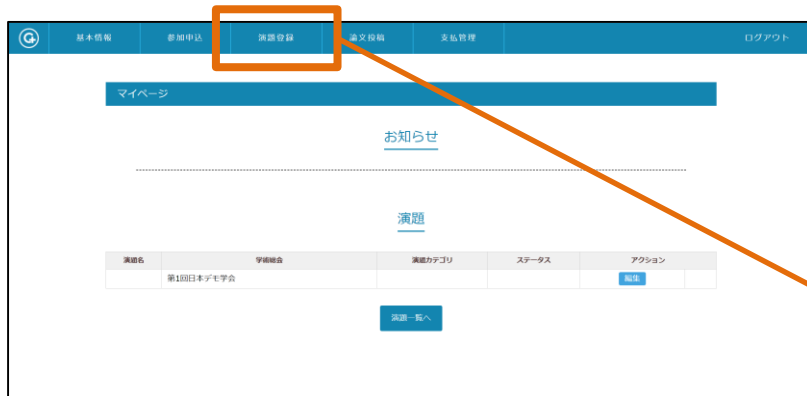 基本情報 参加申込 演題登録 論文投稿 支払管理 ログアウト
マイページ
お知らせ
演題
演題名 学術総会 演題カテゴリ ステータス アクション
第1回日本デモ学会 編集
演題一覧へ